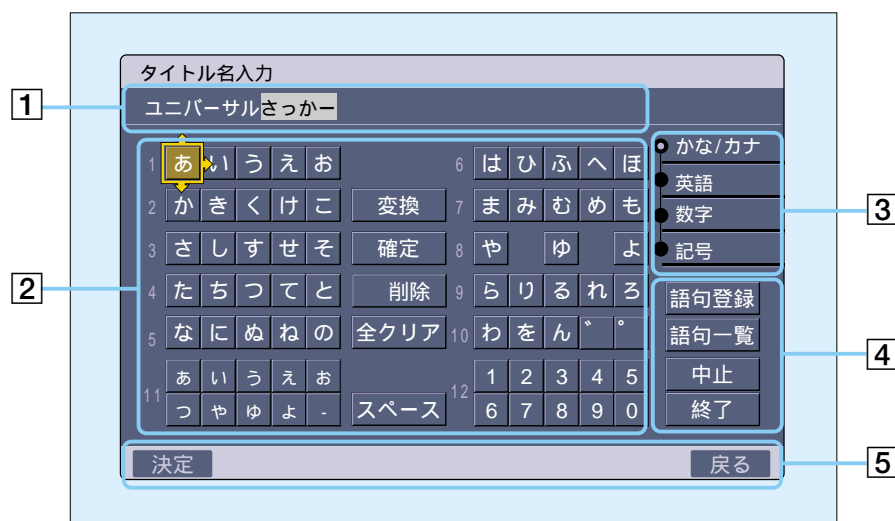 タイトル名入力
1
ユニバーサルさっかー
1 あ い う え お 6 は ひ ふ へ ほ
かな/カナ
英語
2 か き く け こ 変換 7 ま み む め も
数字
3
3 さ し す せ そ 確定 8 や ゆ よ
記号
2
4 た ち つ て と 削除 9 ら り る れ ろ
語句登録
5 な に ぬ ね の 全クリア 10 わ を ん ゛ ゜
語句一覧
4
11 あ い う え お 12 1 2 3 4 5
中止
つ や ゆ よ - スペース 6 7 8 9 0
終了
決定 戻る
5